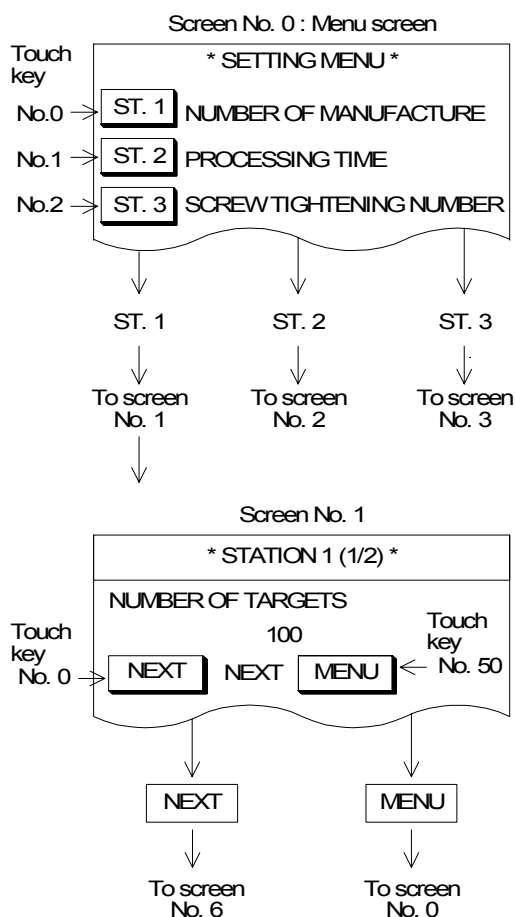 Screen No. 0 : Menu screen
Touch
key
* SETTING MENU *
No.0 ST. 1 NUMBER OF MANUFACTURE
No.1 ST. 2 PROCESSING TIME
No.2 ST. 3 SCREW TIGHTENING NUMBER
ST. 1 ST. 2 ST. 3
To screen
No. 1
To screen
No. 2
To screen
No. 3
Screen No. 1
* STATION 1 (1/2) *
NUMBER OF TARGETS
100
Touch
key
No. 0
NEXT NEXT MENU
Touch
key
No. 50
NEXT MENU
To screen
No. 6
To screen
No. 0